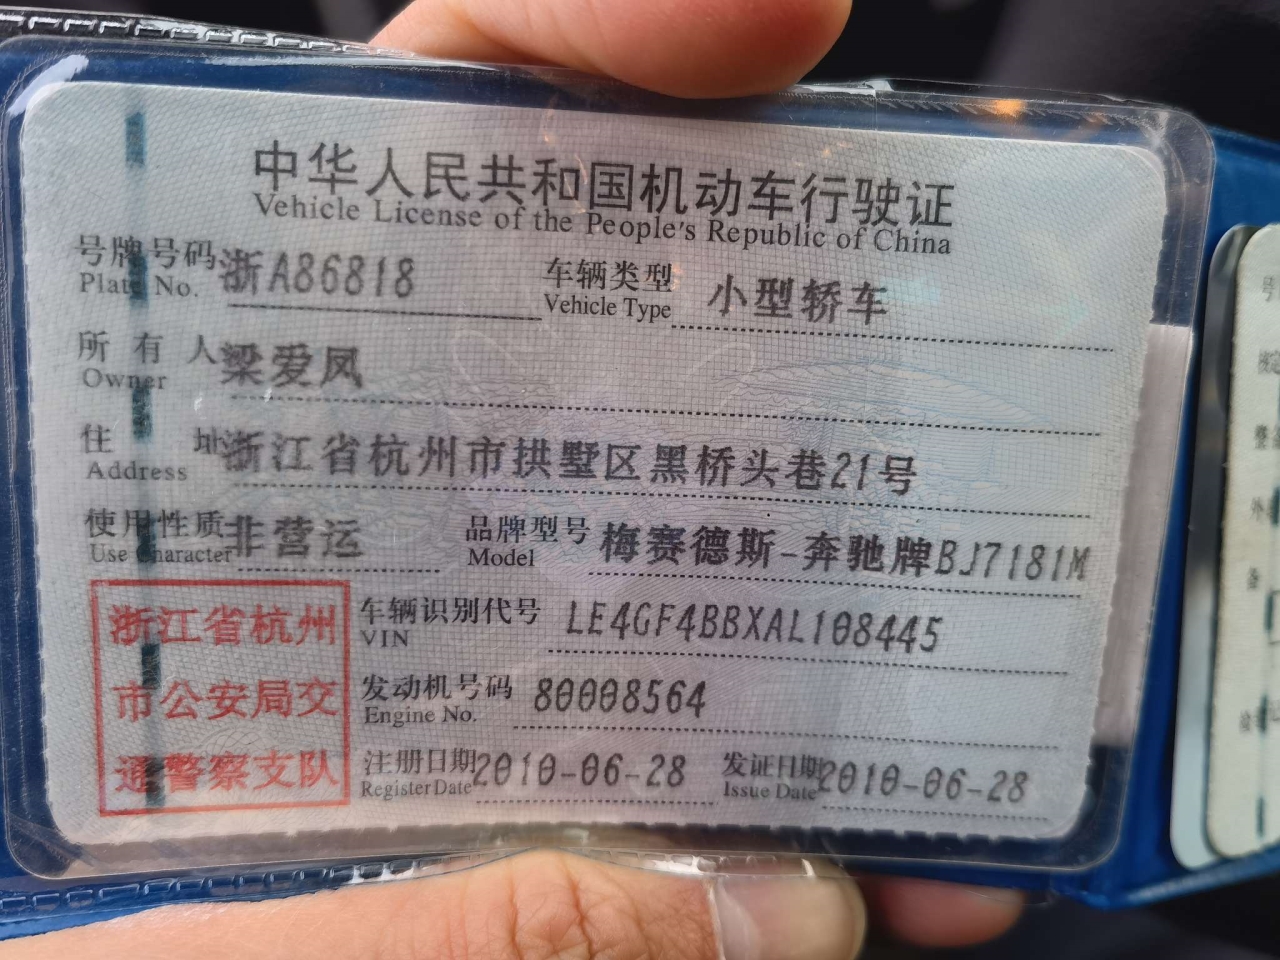 中华人民共和国机动车行驶证
Vehicle License of the People's Republic of China
号牌号码 浙A86818 车辆类型 小型轿车
Plate No. Vehicle Type
所有人 梁爱凤
Owner
住址 浙江省杭州市拱墅区黑桥头巷21号
Address
使用性质 非营运 品牌型号 梅赛德斯-奔驰牌BJ7181M
Use Character Model
浙江省杭州
市公安局交
通警察支队
车辆识别代号 LE4GF4BBXAL108445
VIN
发动机号码 80008564
Engine No.
注册日期 2010-06-28 发证日期 2010-06-28
Register Date Issue Date
号